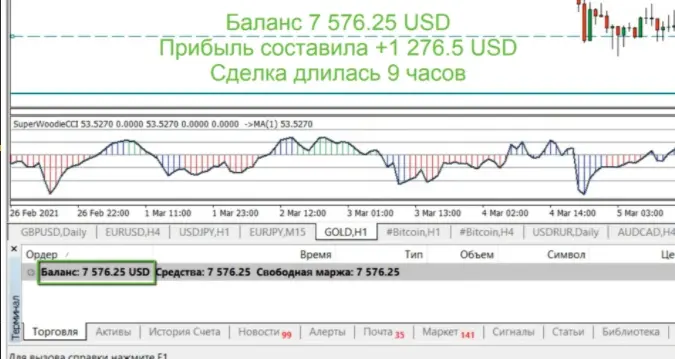 Баланс 7 576.25 USD
Прибыль составила +1 276.5 USD
Сделка длилась 9 часов
SuperWoodieCCI 53.5270 0.0000 53.5270 0.0000 ->MA(1) 53.5270
26 Feb 2021 26 Feb 22:00 1 Mar 11:00 1 Mar 23:00 2 Mar 12:00 3 Mar 01:00 3 Mar 13:00 4 Mar 02:00 4 Mar 14:00 5 Mar 03:00
GBPUSD,Daily EURUSD,H4 USDJPY,H1 EURJPY,M15 GOLD,H1 #Bitcoin,H1 #Bitcoin,H4 USDRUR,Daily AUDCAD,H4
Ордер / Время Тип Объем Символ Це
Баланс: 7 576.25 USD Средства: 7 576.25 Свободная маржа: 7 576.25
Терминал
Торговля Активы История Счета Новости 99 Алерты Почта 35 Маркет 141 Сигналы Статьи Библиотек
Для вызова справки нажмите F1